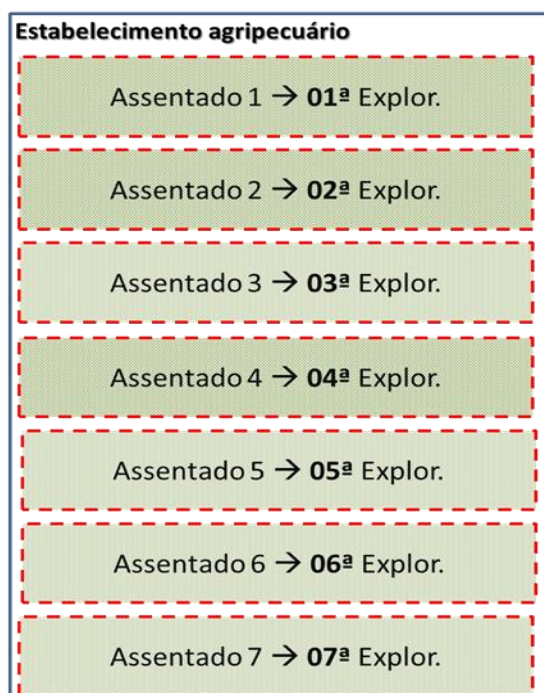 Estabelecimento agripecuário
Assentado 1 → 01ª Explor.
Assentado 2 → 02ª Explor.
Assentado 3 → 03ª Explor.
Assentado 4 → 04ª Explor.
Assentado 5 → 05ª Explor.
Assentado 6 → 06ª Explor.
Assentado 7 → 07ª Explor.